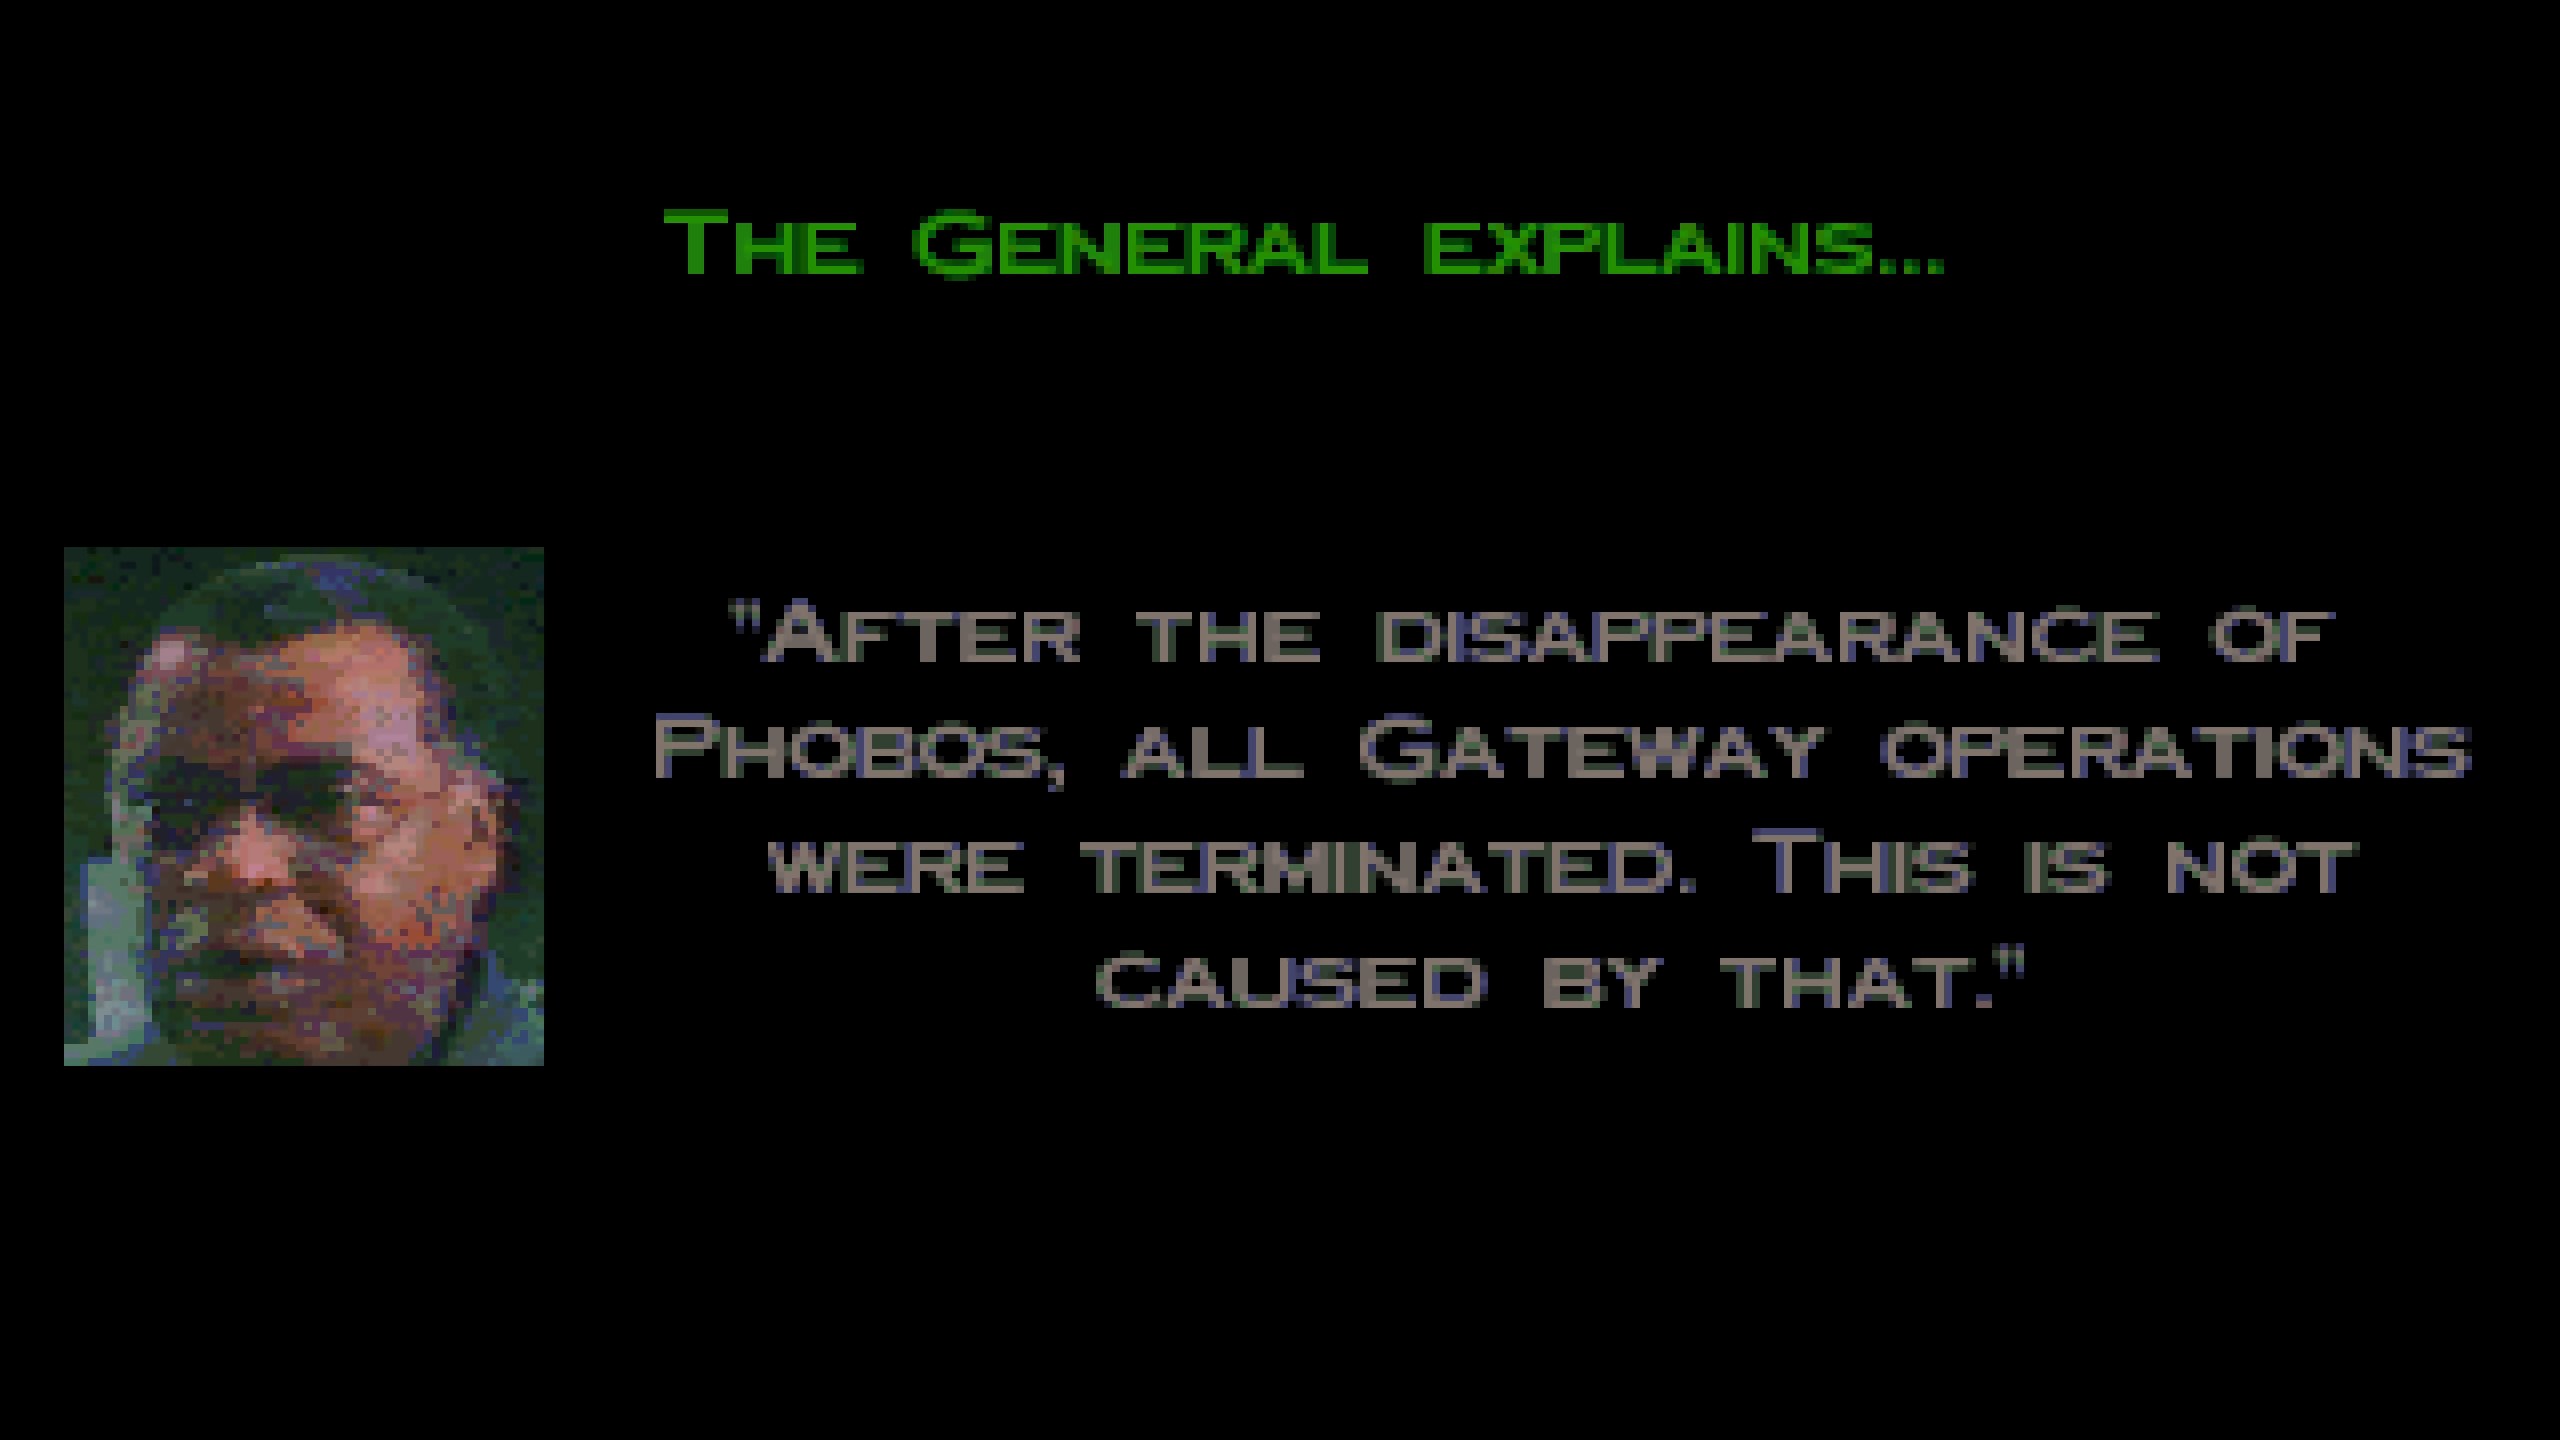 The General explains...
"After the disappearance of
Phobos, all Gateway operations
were terminated. This is not
caused by that."